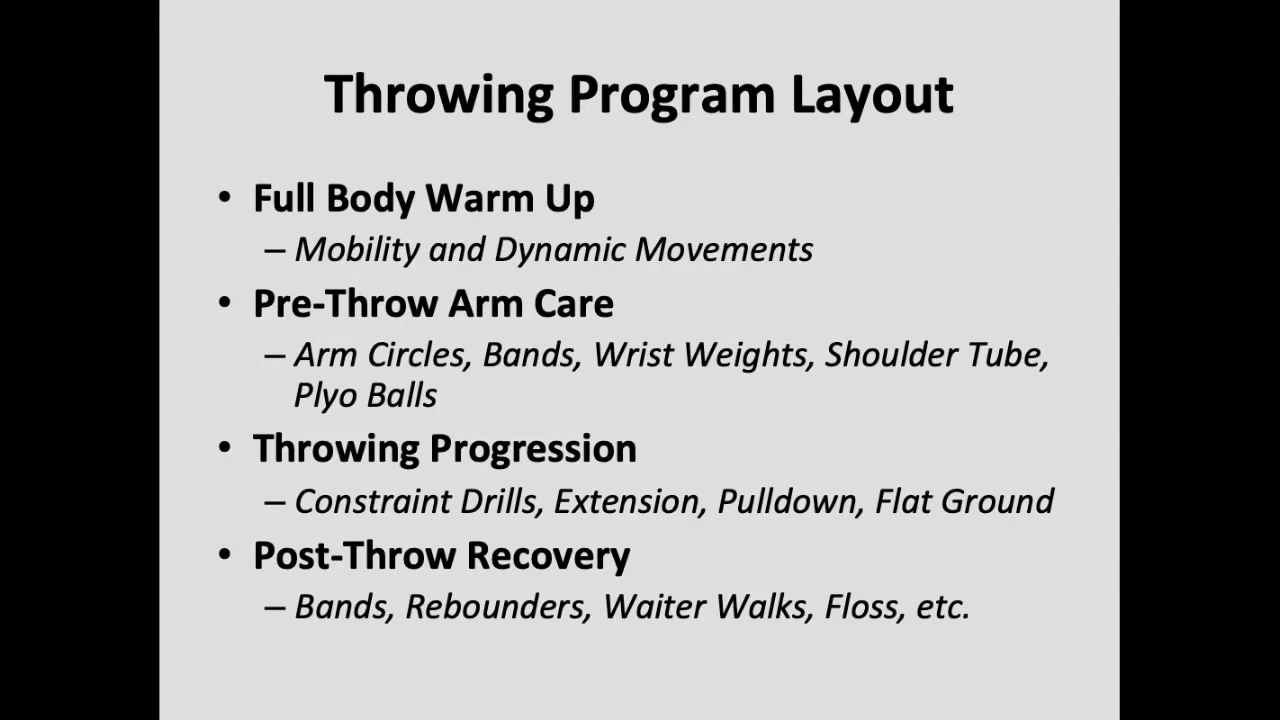 Throwing Program Layout
• Full Body Warm Up
– Mobility and Dynamic Movements
• Pre-Throw Arm Care
– Arm Circles, Bands, Wrist Weights, Shoulder Tube,
Plyo Balls
• Throwing Progression
– Constraint Drills, Extension, Pulldown, Flat Ground
• Post-Throw Recovery
– Bands, Rebounders, Waiter Walks, Floss, etc.